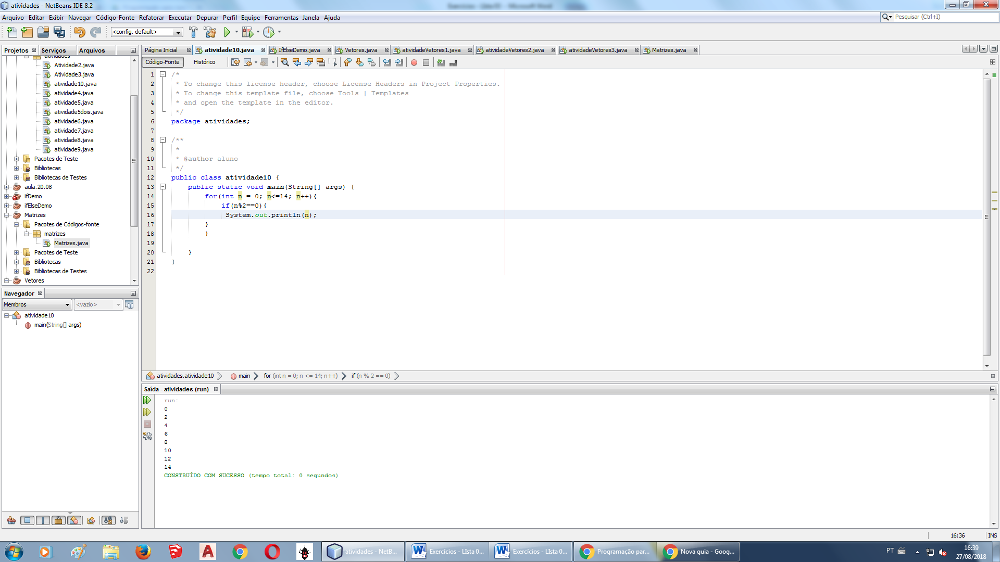 atividades - NetBeans IDE 8.2
Arquivo Editar Exibir Navegar Código-Fonte Refatorar Executar Depurar Perfil Equipe Ferramentas Janela Ajuda
Pesquisar (Ctrl+I)
<config. default>
Projetos Serviços Arquivos
atividades
Atividade2.java
Atividade3.java
atividade10.java
atividade4.java
atividade5.java
atividade5dois.java
atividade6.java
atividade7.java
atividade8.java
atividade9.java
Pacotes de Teste
Bibliotecas
Bibliotecas de Testes
aula.20.08
ifDemo
ifElseDemo
Matrizes
Pacotes de Códigos-fonte
matrizes
Matrizes.java
Pacotes de Teste
Bibliotecas
Bibliotecas de Testes
Vetores
Navegador
Membros <vazio>
atividade10
main(String[] args)
Página Inicial atividade10.java IfElseDemo.java Vetores.java atividadeVetores1.java atividadeVetores2.java atividadeVetores3.java Matrizes.java
Código-Fonte Histórico
1 /*
2 * To change this license header, choose License Headers in Project Properties.
3 * To change this template file, choose Tools | Templates
4 * and open the template in the editor.
5 */
6 package atividades;
7
8 /**
9 *
10 * @author aluno
11 */
12 public class atividade10 {
13 public static void main(String[] args) {
14 for(int n = 0; n<=14; n++){
15 if(n%2==0){
16 System.out.println(n);
17 }
18 }
19
20 }
21 }
22
atividades.atividade10 main for (int n = 0; n <= 14; n++) if (n % 2 == 0)
Saída - atividades (run)
run:
0
2
4
6
8
10
12
14
CONSTRUÍDO COM SUCESSO (tempo total: 0 segundos)
16:36 INS
atividades - NetB... Exercícios - LIsta 0... Exercícios - LIsta 0... Programação par... Nova guia - Goog...
PT 16:39
27/08/2018